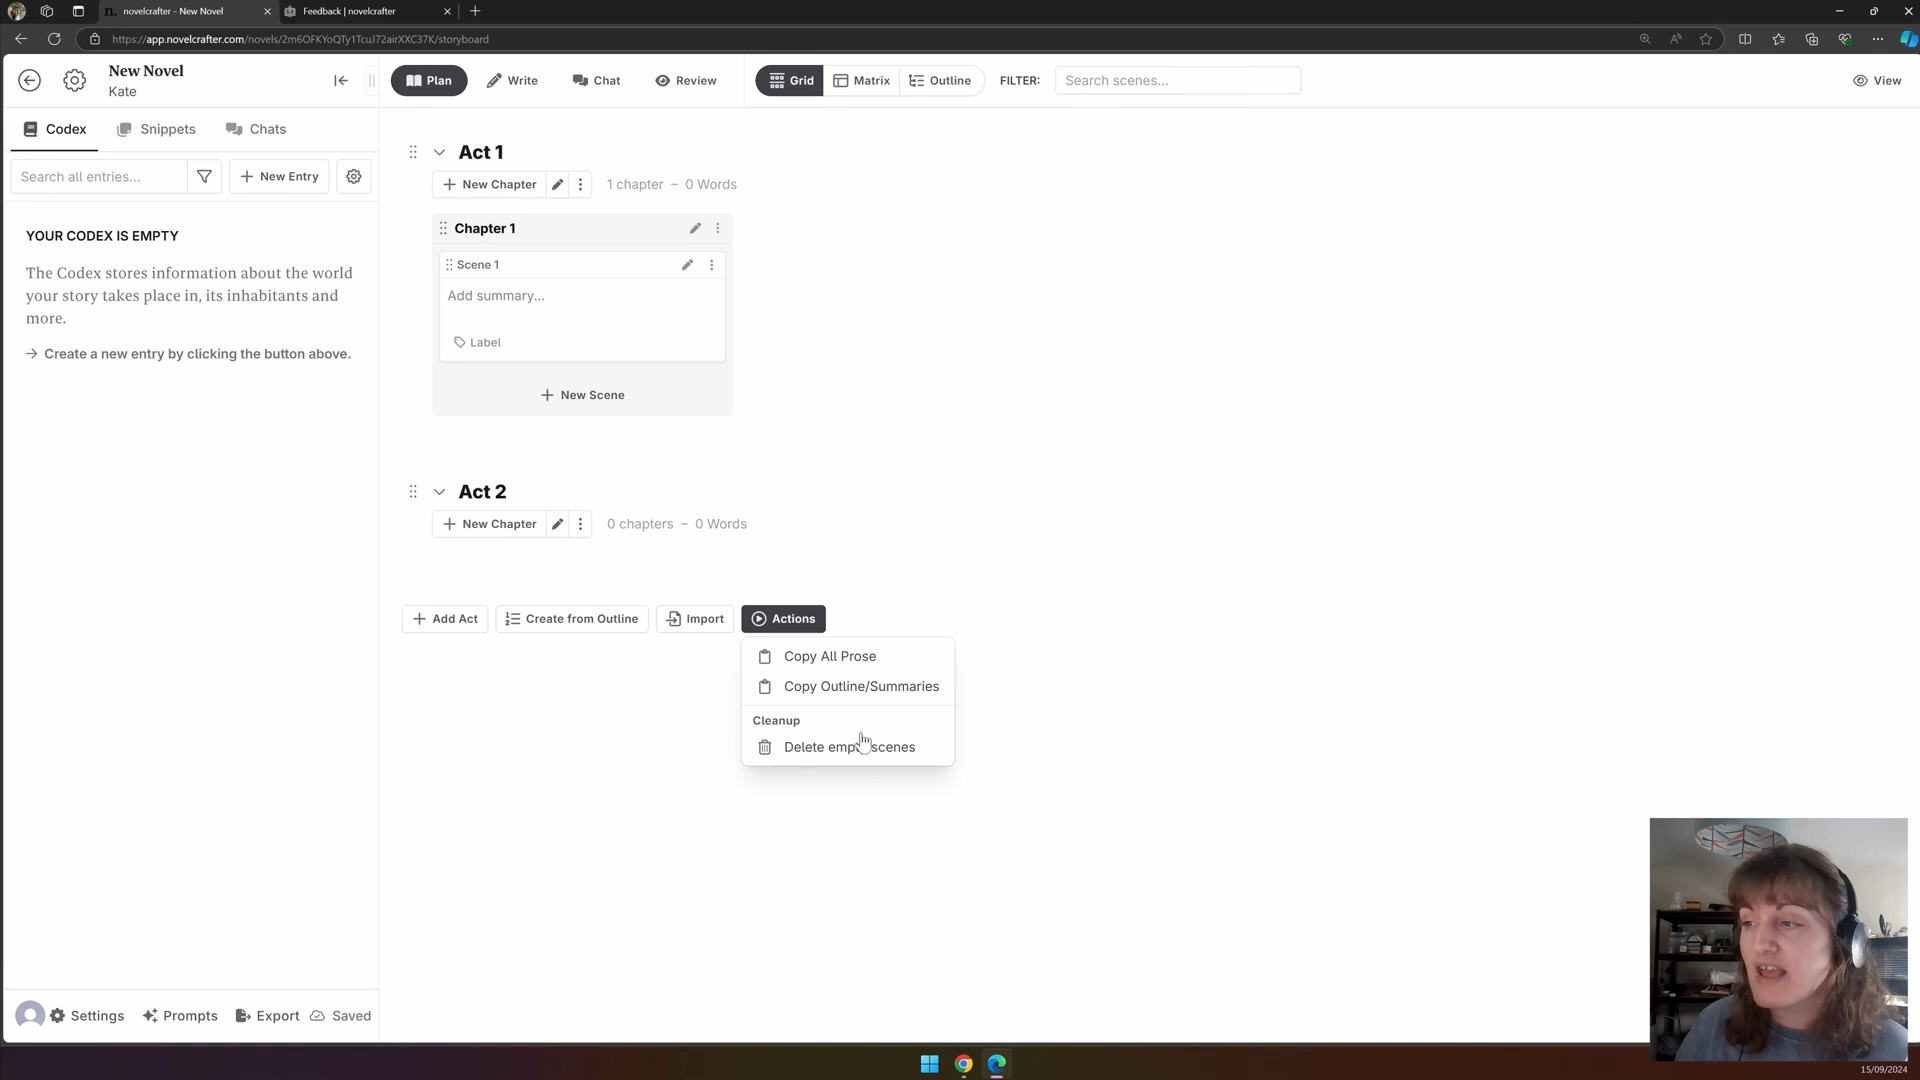 novelcrafter - New Novel
Feedback | novelcrafter
https://app.novelcrafter.com/novels/2m6OFKYoQTy1TcuJ72airXXC37K/storyboard
New Novel
Kate
Plan
Write
Chat
Review
Grid
Matrix
Outline
FILTER:
Search scenes...
View
Codex
Snippets
Chats
Search all entries...
New Entry
YOUR CODEX IS EMPTY
The Codex stores information about the world
your story takes place in, its inhabitants and
more.
→ Create a new entry by clicking the button above.
Act 1
New Chapter
1 chapter – 0 Words
Chapter 1
Scene 1
Add summary...
Label
New Scene
Act 2
New Chapter
0 chapters – 0 Words
Add Act
Create from Outline
Import
Actions
Copy All Prose
Copy Outline/Summaries
Cleanup
Delete empty scenes
Settings
Prompts
Export
Saved
15/09/2024